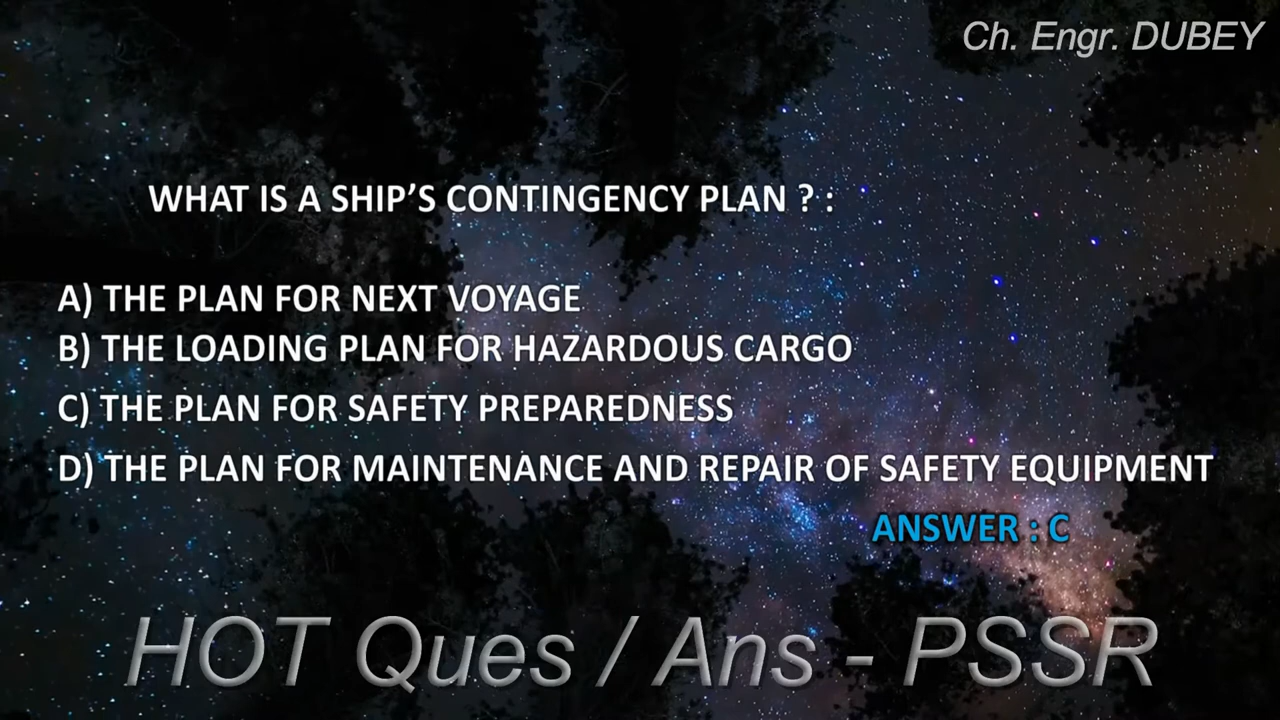 Ch. Engr. DUBEY
WHAT IS A SHIP’S CONTINGENCY PLAN ? :
A) THE PLAN FOR NEXT VOYAGE
B) THE LOADING PLAN FOR HAZARDOUS CARGO
C) THE PLAN FOR SAFETY PREPAREDNESS
D) THE PLAN FOR MAINTENANCE AND REPAIR OF SAFETY EQUIPMENT
ANSWER : C
HOT Ques / Ans - PSSR